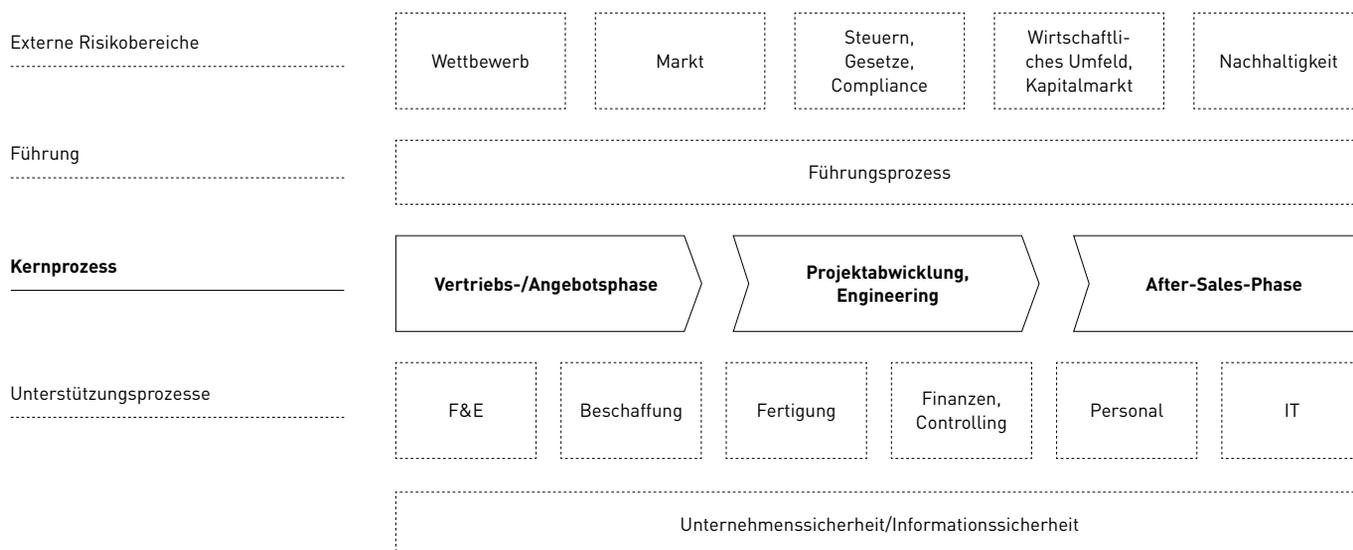 Externe Risikobereiche
Wettbewerb
Markt
Steuern,
Gesetze,
Compliance
Wirtschaftli-
ches Umfeld,
Kapitalmarkt
Nachhaltigkeit
Führung
Führungsprozess
Kernprozess
Vertriebs-/Angebotsphase
Projektabwicklung,
Engineering
After-Sales-Phase
Unterstützungsprozesse
F&E
Beschaffung
Fertigung
Finanzen,
Controlling
Personal
IT
Unternehmenssicherheit/Informationssicherheit